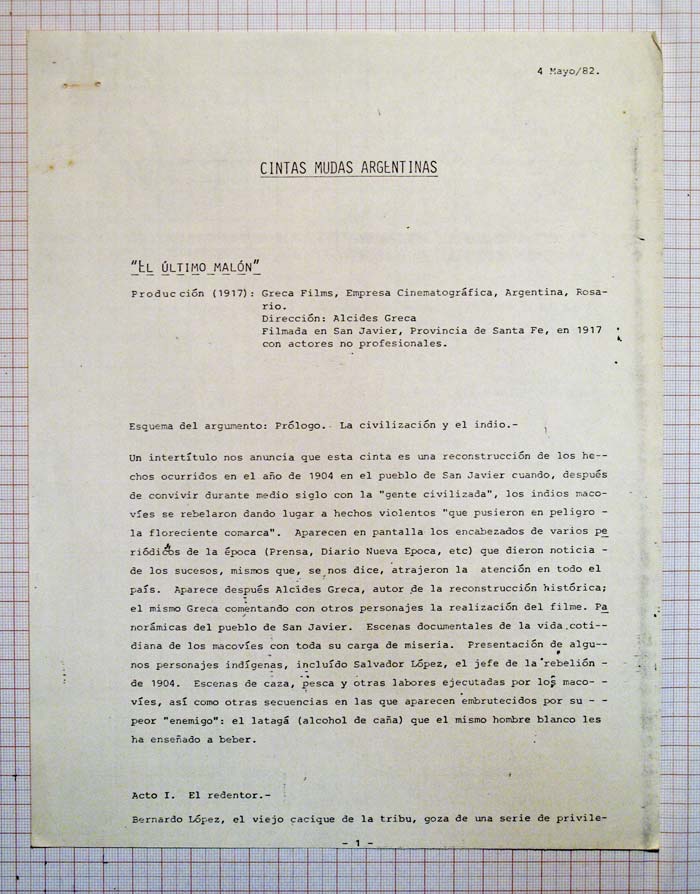 4 Mayo/82.
CINTAS MUDAS ARGENTINAS
"EL ÚLTIMO MALÓN"
Producción (1917): Greca Films, Empresa Cinematográfica, Argentina, Rosa-
rio.
Dirección: Alcides Greca
Filmada en San Javier, Provincia de Santa Fe, en 1917
con actores no profesionales.
Esquema del argumento: Prólogo. La civilización y el indio.-
Un intertítulo nos anuncia que esta cinta es una reconstrucción de los he--
chos ocurridos en el año de 1904 en el pueblo de San Javier cuando, después
de convivir durante medio siglo con la "gente civilizada", los indios maco-
víes se rebelaron dando lugar a hechos violentos "que pusieron en peligro -
la floreciente comarca". Aparecen en pantalla los encabezados de varios pe
riódicos de la época (Prensa, Diario Nueva Epoca, etc) que dieron noticia -
de los sucesos, mismos que, se nos dice, atrajeron la atención en todo el
país. Aparece después Alcides Greca, autor de la reconstrucción histórica;
el mismo Greca comentando con otros personajes la realización del filme. Pa
norámicas del pueblo de San Javier. Escenas documentales de la vida coti--
diana de los macovíes con toda su carga de miseria. Presentación de algu--
nos personajes indígenas, incluído Salvador López, el jefe de la rebelión -
de 1904. Escenas de caza, pesca y otras labores ejecutadas por los maco- -
víes, así como otras secuencias en las que aparecen embrutecidos por su - -
peor "enemigo": el latagá (alcohol de caña) que el mismo hombre blanco les
ha enseñado a beber.
Acto I. El redentor.-
Bernardo López, el viejo cacique de la tribu, goza de una serie de privile-
- 1 -